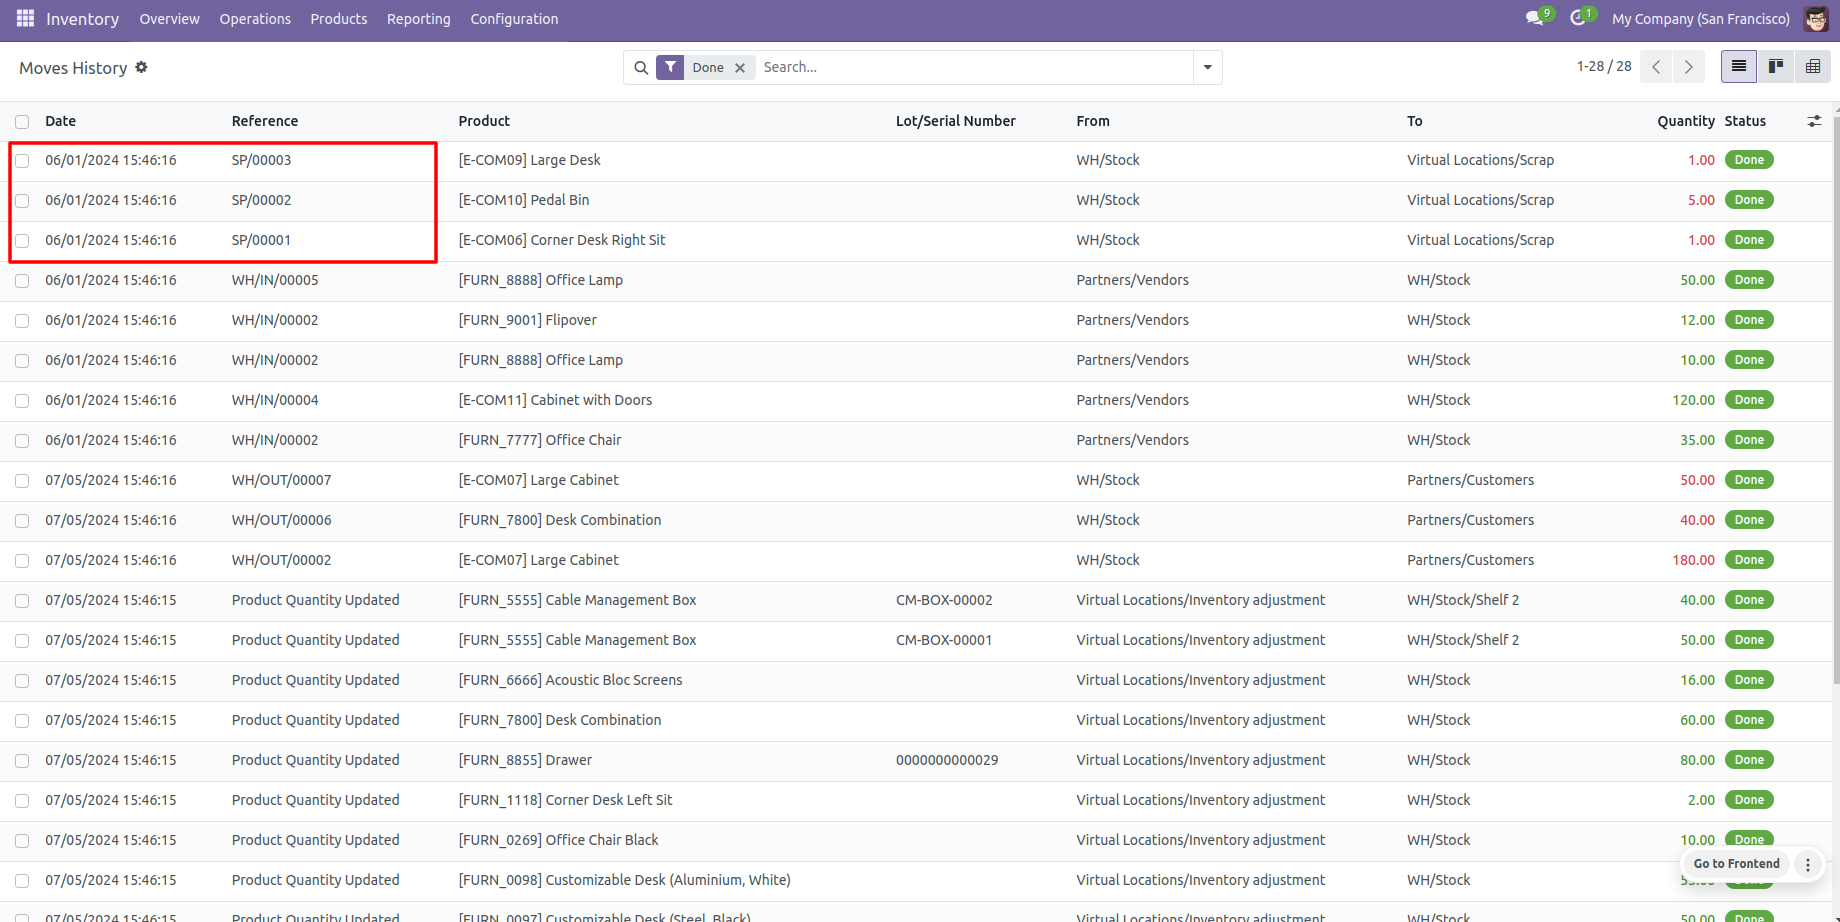 Inventory Overview Operations Products Reporting Configuration 9 1 My Company (San Francisco)
Moves History Done Search... 1-28 / 28
Date Reference Product Lot/Serial Number From To Quantity Status
06/01/2024 15:46:16 SP/00003 [E-COM09] Large Desk WH/Stock Virtual Locations/Scrap 1.00 Done
06/01/2024 15:46:16 SP/00002 [E-COM10] Pedal Bin WH/Stock Virtual Locations/Scrap 5.00 Done
06/01/2024 15:46:16 SP/00001 [E-COM06] Corner Desk Right Sit WH/Stock Virtual Locations/Scrap 1.00 Done
06/01/2024 15:46:16 WH/IN/00005 [FURN_8888] Office Lamp Partners/Vendors WH/Stock 50.00 Done
06/01/2024 15:46:16 WH/IN/00002 [FURN_9001] Flipover Partners/Vendors WH/Stock 12.00 Done
06/01/2024 15:46:16 WH/IN/00002 [FURN_8888] Office Lamp Partners/Vendors WH/Stock 10.00 Done
06/01/2024 15:46:16 WH/IN/00004 [E-COM11] Cabinet with Doors Partners/Vendors WH/Stock 120.00 Done
06/01/2024 15:46:16 WH/IN/00002 [FURN_7777] Office Chair Partners/Vendors WH/Stock 35.00 Done
07/05/2024 15:46:16 WH/OUT/00007 [E-COM07] Large Cabinet WH/Stock Partners/Customers 50.00 Done
07/05/2024 15:46:16 WH/OUT/00006 [FURN_7800] Desk Combination WH/Stock Partners/Customers 40.00 Done
07/05/2024 15:46:16 WH/OUT/00002 [E-COM07] Large Cabinet WH/Stock Partners/Customers 180.00 Done
07/05/2024 15:46:15 Product Quantity Updated [FURN_5555] Cable Management Box CM-BOX-00002 Virtual Locations/Inventory adjustment WH/Stock/Shelf 2 40.00 Done
07/05/2024 15:46:15 Product Quantity Updated [FURN_5555] Cable Management Box CM-BOX-00001 Virtual Locations/Inventory adjustment WH/Stock/Shelf 2 50.00 Done
07/05/2024 15:46:15 Product Quantity Updated [FURN_6666] Acoustic Bloc Screens Virtual Locations/Inventory adjustment WH/Stock 16.00 Done
07/05/2024 15:46:15 Product Quantity Updated [FURN_7800] Desk Combination Virtual Locations/Inventory adjustment WH/Stock 60.00 Done
07/05/2024 15:46:15 Product Quantity Updated [FURN_8855] Drawer 0000000000029 Virtual Locations/Inventory adjustment WH/Stock 80.00 Done
07/05/2024 15:46:15 Product Quantity Updated [FURN_1118] Corner Desk Left Sit Virtual Locations/Inventory adjustment WH/Stock 2.00 Done
07/05/2024 15:46:15 Product Quantity Updated [FURN_0269] Office Chair Black Virtual Locations/Inventory adjustment WH/Stock 10.00 Done
Go to Frontend
07/05/2024 15:46:15 Product Quantity Updated [FURN_0098] Customizable Desk (Aluminium, White) Virtual Locations/Inventory adjustment WH/Stock
07/05/2024 15:46:15 Product Quantity Updated [FURN_0097] Customizable Desk (Steel, Black) Virtual Locations/Inventory adjustment WH/Stock 50.00 Done